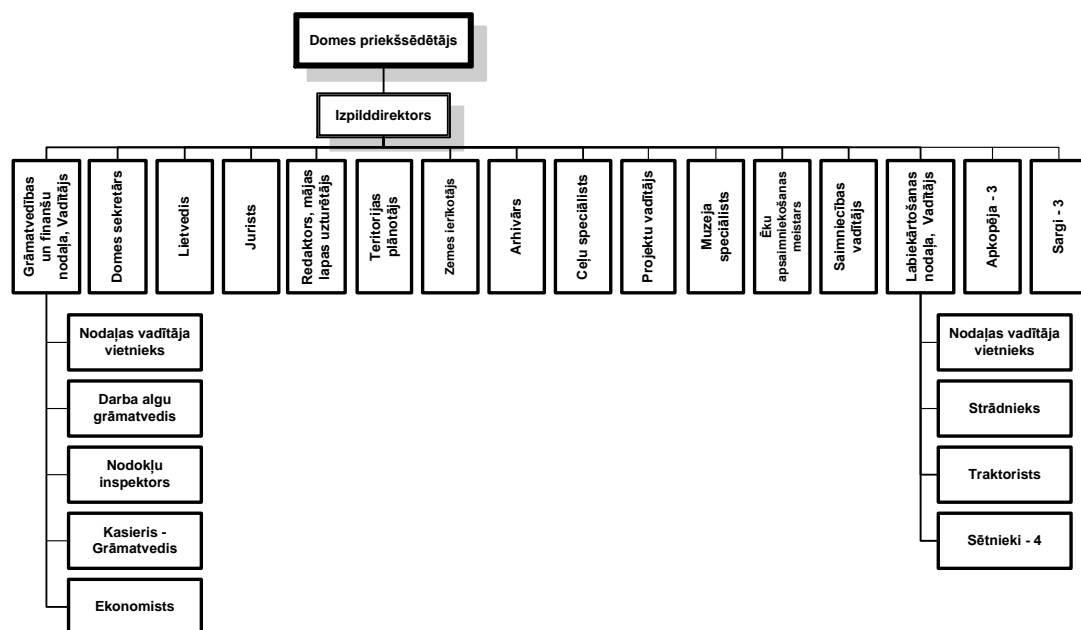 Domes priekšsēdētājs
Izpilddirektors
Grāmatvedības
un finanšu
nodaļa, Vadītājs
Domes sekretārs
Lietvedis
Jurists
Redaktors, mājas
lapas uzturētājs
Teritorijas
plānotājs
Zemes ierīkotājs
Arhivārs
Ceļu speciālists
Projektu vadītājs
Muzeja
speciālists
Ēku
apsaimniekošanas
meistars
Saimniecības
vadītājs
Labiekārtošanas
nodaļa, Vadītājs
Apkopēja - 3
Sargi - 3
Nodaļas vadītāja
vietnieks
Darba algu
grāmatvedis
Nodokļu
inspektors
Kasieris -
Grāmatvedis
Ekonomists
Nodaļas vadītāja
vietnieks
Strādnieks
Traktorists
Sētnieki - 4